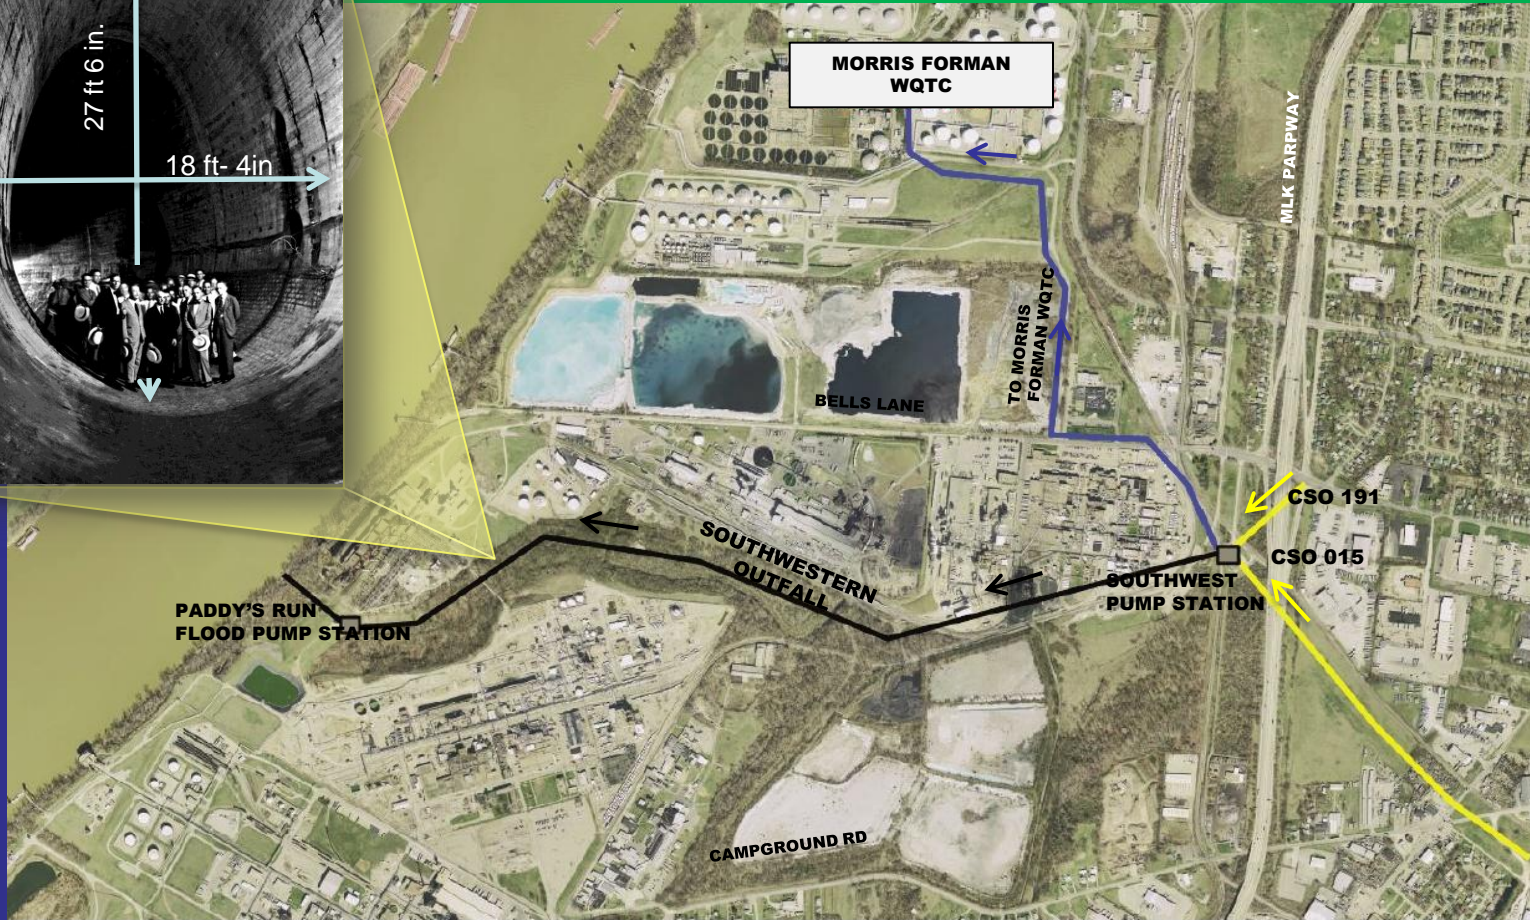 27 ft 6 in.
18 ft- 4in
MORRIS FORMAN
WQTC
MLK PARPWAY
TO MORRIS
FORMAN WQTC
BELLS LANE
CSO 191
CSO 015
SOUTHWESTERN
OUTFALL
SOUTHWEST
PUMP STATION
PADDY'S RUN
FLOOD PUMP STATION
CAMPGROUND RD